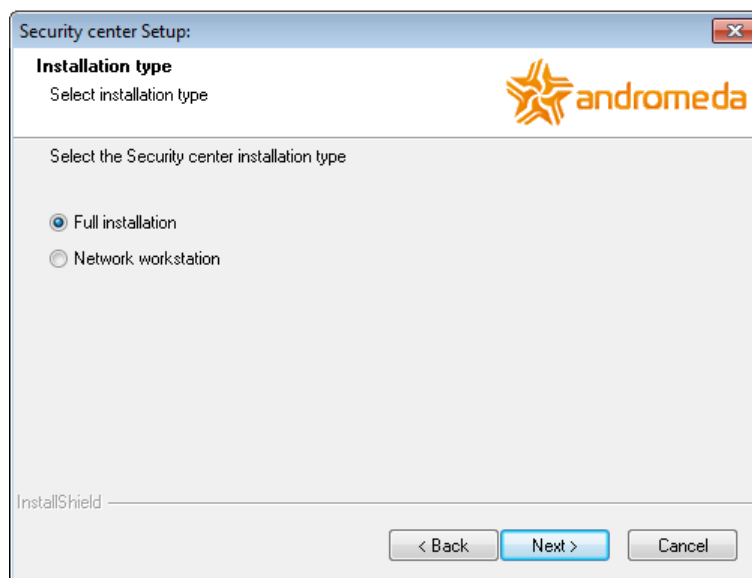 Security center Setup:
Installation type
Select installation type
andromeda
Select the Security center installation type
Full installation
Network workstation
InstallShield
< Back
Next >
Cancel